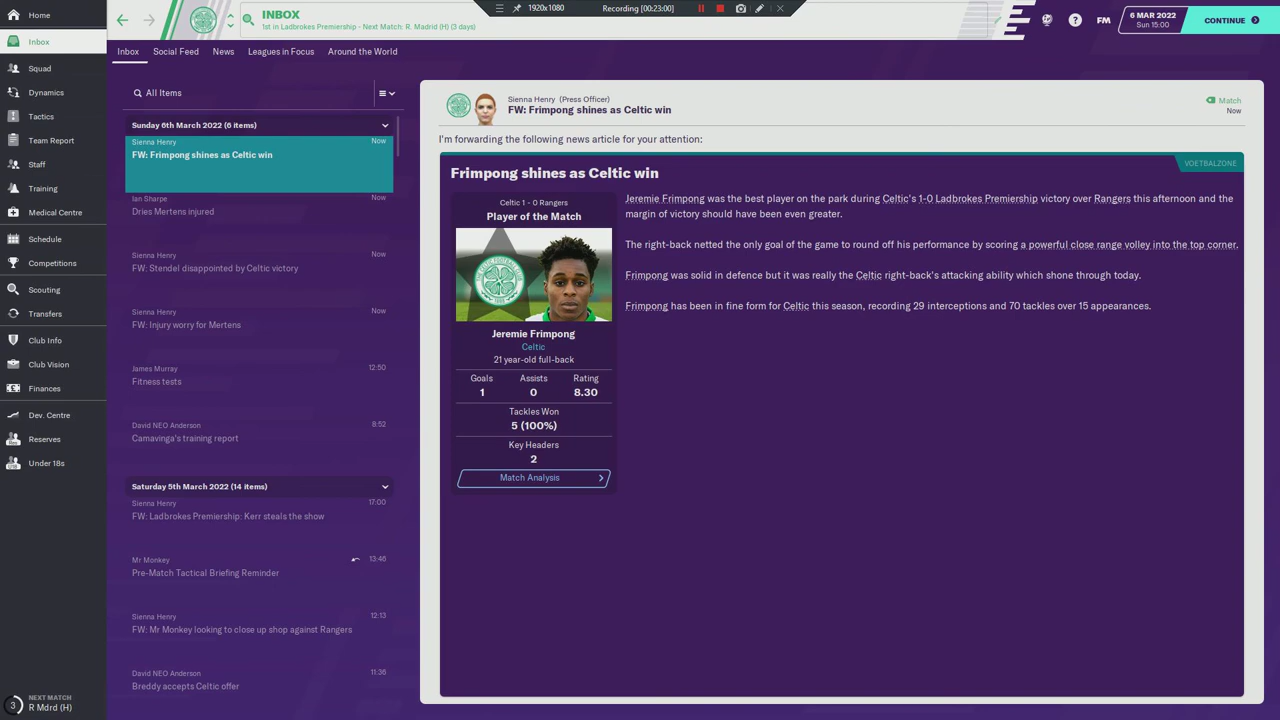 1920x1080
Recording [00:23:00]
INBOX
1st in Ladbrokes Premiership - Next Match: R. Madrid (H) (3 days)
?
FM
6 MAR 2022
Sun 15:00
CONTINUE
Home
Inbox
Squad
Dynamics
Tactics
Team Report
Staff
Training
Medical Centre
Schedule
Competitions
Scouting
Transfers
Club Info
Club Vision
Finances
Dev. Centre
Reserves
Under 18s
3
NEXT MATCH
R Mdrd (H)
Inbox
Social Feed
News
Leagues in Focus
Around the World
All Items
Sunday 6th March 2022 (6 items)
Sienna Henry
Now
FW: Frimpong shines as Celtic win
Ian Sharpe
Now
Dries Mertens injured
Sienna Henry
Now
FW: Stendel disappointed by Celtic victory
Sienna Henry
Now
FW: Injury worry for Mertens
James Murray
12:50
Fitness tests
David NEO Anderson
8:52
Camavinga's training report
Saturday 5th March 2022 (14 items)
Sienna Henry
17:00
FW: Ladbrokes Premiership: Kerr steals the show
Mr Monkey
13:46
Pre-Match Tactical Briefing Reminder
Sienna Henry
12:13
FW: Mr Monkey looking to close up shop against Rangers
David NEO Anderson
11:36
Breddy accepts Celtic offer
Sienna Henry (Press Officer)
FW: Frimpong shines as Celtic win
Match
Now
I'm forwarding the following news article for your attention:
VOETBALZONE
Frimpong shines as Celtic win
Celtic 1 - 0 Rangers
Player of the Match
Jeremie Frimpong
Celtic
21 year-old full-back
Goals
Assists
Rating
1
0
8.30
Tackles Won
5 (100%)
Key Headers
2
Match Analysis
Jeremie Frimpong was the best player on the park during Celtic's 1-0 Ladbrokes Premiership victory over Rangers this afternoon and the
margin of victory should have been even greater.
The right-back netted the only goal of the game to round off his performance by scoring a powerful close range volley into the top corner.
Frimpong was solid in defence but it was really the Celtic right-back's attacking ability which shone through today.
Frimpong has been in fine form for Celtic this season, recording 29 interceptions and 70 tackles over 15 appearances.